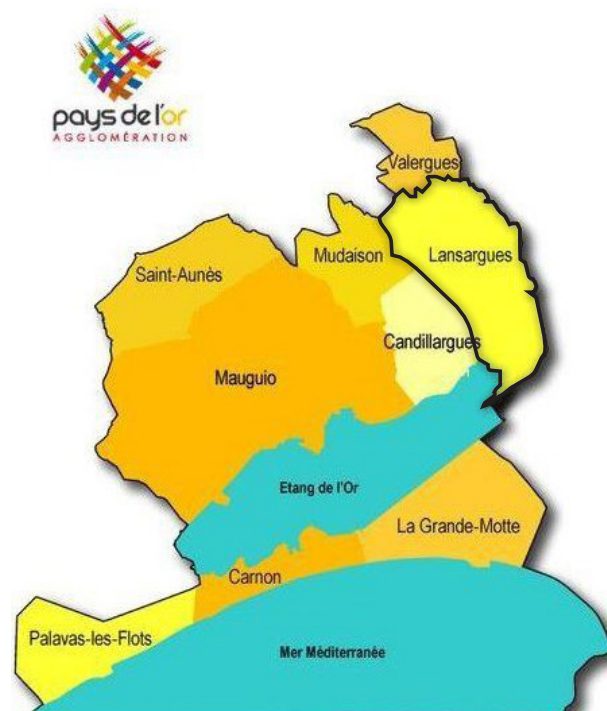 pays de l'or
AGGLOMÉRATION
Valergues
Mudaison
Lansargues
Saint-Aunès
Candillargues
Mauguio
Etang de l'Or
La Grande-Motte
Carnon
Palavas-les-Flots
Mer Méditerranée